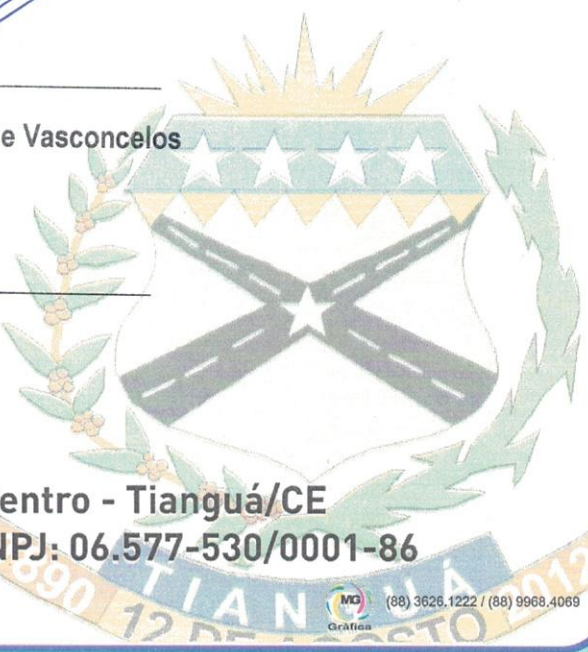 e Vasconcelos
entro - Tianguá/CE
NPJ: 06.577-530/0001-86
TIANGUÁ
MG
Gráfica
(88) 3626.1222 / (88) 9968.4069
890
12 DE AGOSTO
2012